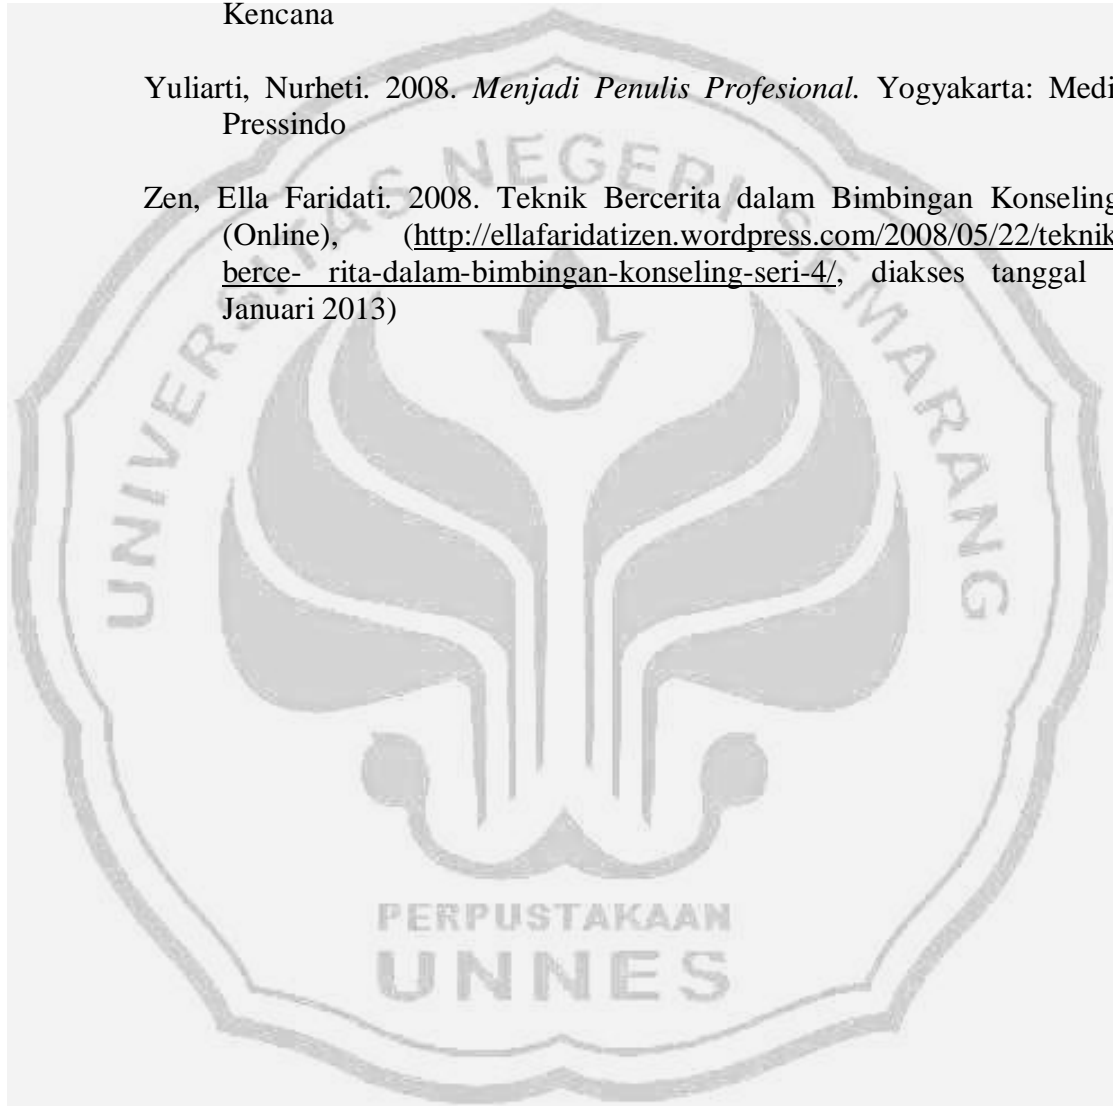 Kencana
Yuliarti, Nurheti. 2008. Menjadi Penulis Profesional. Yogyakarta: Medi
Pressindo
Zen, Ella Faridati. 2008. Teknik Bercerita dalam Bimbingan Konseling
(Online), (http://ellafaridatizen.wordpress.com/2008/05/22/teknik
berce- rita-dalam-bimbingan-konseling-seri-4/, diakses tanggal
Januari 2013)
UNIVERSITAS NEGERI SEMARANG
PERPUSTAKAAN
UNNES